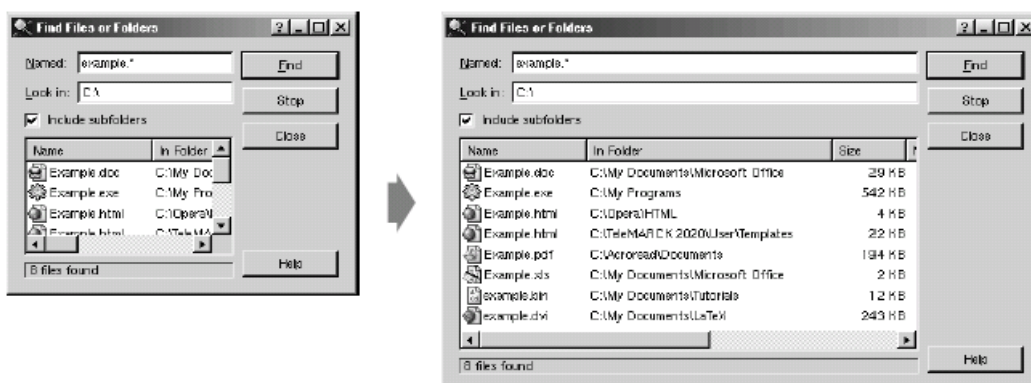 Find Files or Folders
Named: example.* Find
Look in: C:\ Stop
Include subfolders Close
Name In Folder
Example.doc C:\My Doc
Example.exe C:\My Pro
Example.html C:\Opera\
Example.html C:\TeleMA
8 files found Help
Find Files or Folders
Named: example.* Find
Look in: C:\ Stop
Include subfolders Close
Name In Folder Size
Example.doc C:\My Documents\Microsoft Office 29 KB
Example.exe C:\My Programs 542 KB
Example.html C:\Opera\HTML 4 KB
Example.html C:\TeleMARCK 2020\User\Templates 22 KB
Example.pdf C:\Acroread\Documents 194 KB
Example.xls C:\My Documents\Microsoft Office 2 KB
example.bin C:\My Documents\Tutorials 12 KB
example.dvi C:\My Documents\LaTeX\ 243 KB
8 files found Help